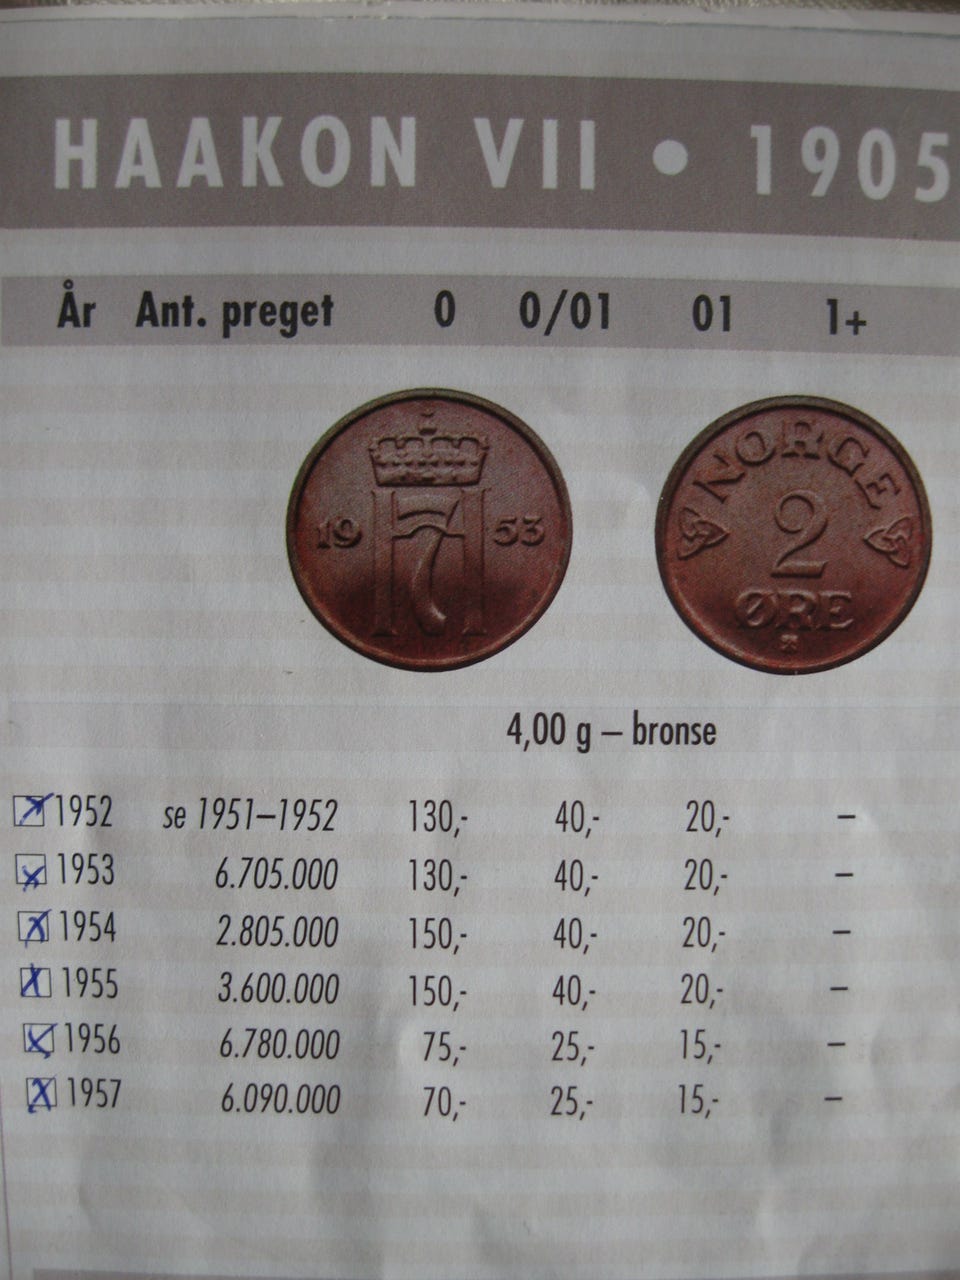 HAAKON VII • 1905
År Ant. preget 0 0/01 01 1+
19 H7 53
NORGE
2
ØRE
4,00 g – bronse
1952 se 1951–1952 130,- 40,- 20,- –
1953 6.705.000 130,- 40,- 20,- –
1954 2.805.000 150,- 40,- 20,- –
1955 3.600.000 150,- 40,- 20,- –
1956 6.780.000 75,- 25,- 15,- –
1957 6.090.000 70,- 25,- 15,- –